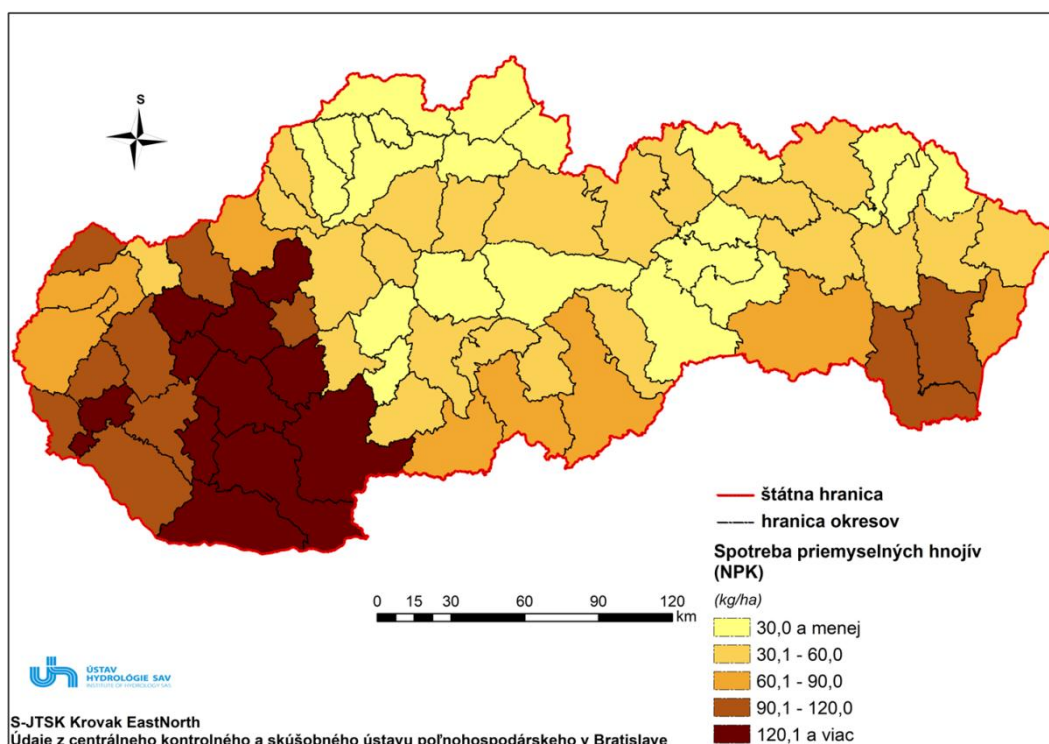 S
štátna hranica
hranica okresov
Spotreba priemyselných hnojív
(NPK)
(kg/ha)
30,0 a menej
30,1 - 60,0
60,1 - 90,0
90,1 - 120,0
120,1 a viac
0 15 30 60 90 120
km
ÚSTAV
HYDROLÓGIE SAV
INSTITUTE OF HYDROLOGY SAS
S-JTSK Krovak EastNorth
Údaje z centrálneho kontrolného a skúšobného ústavu poľnohospodárskeho v Bratislave